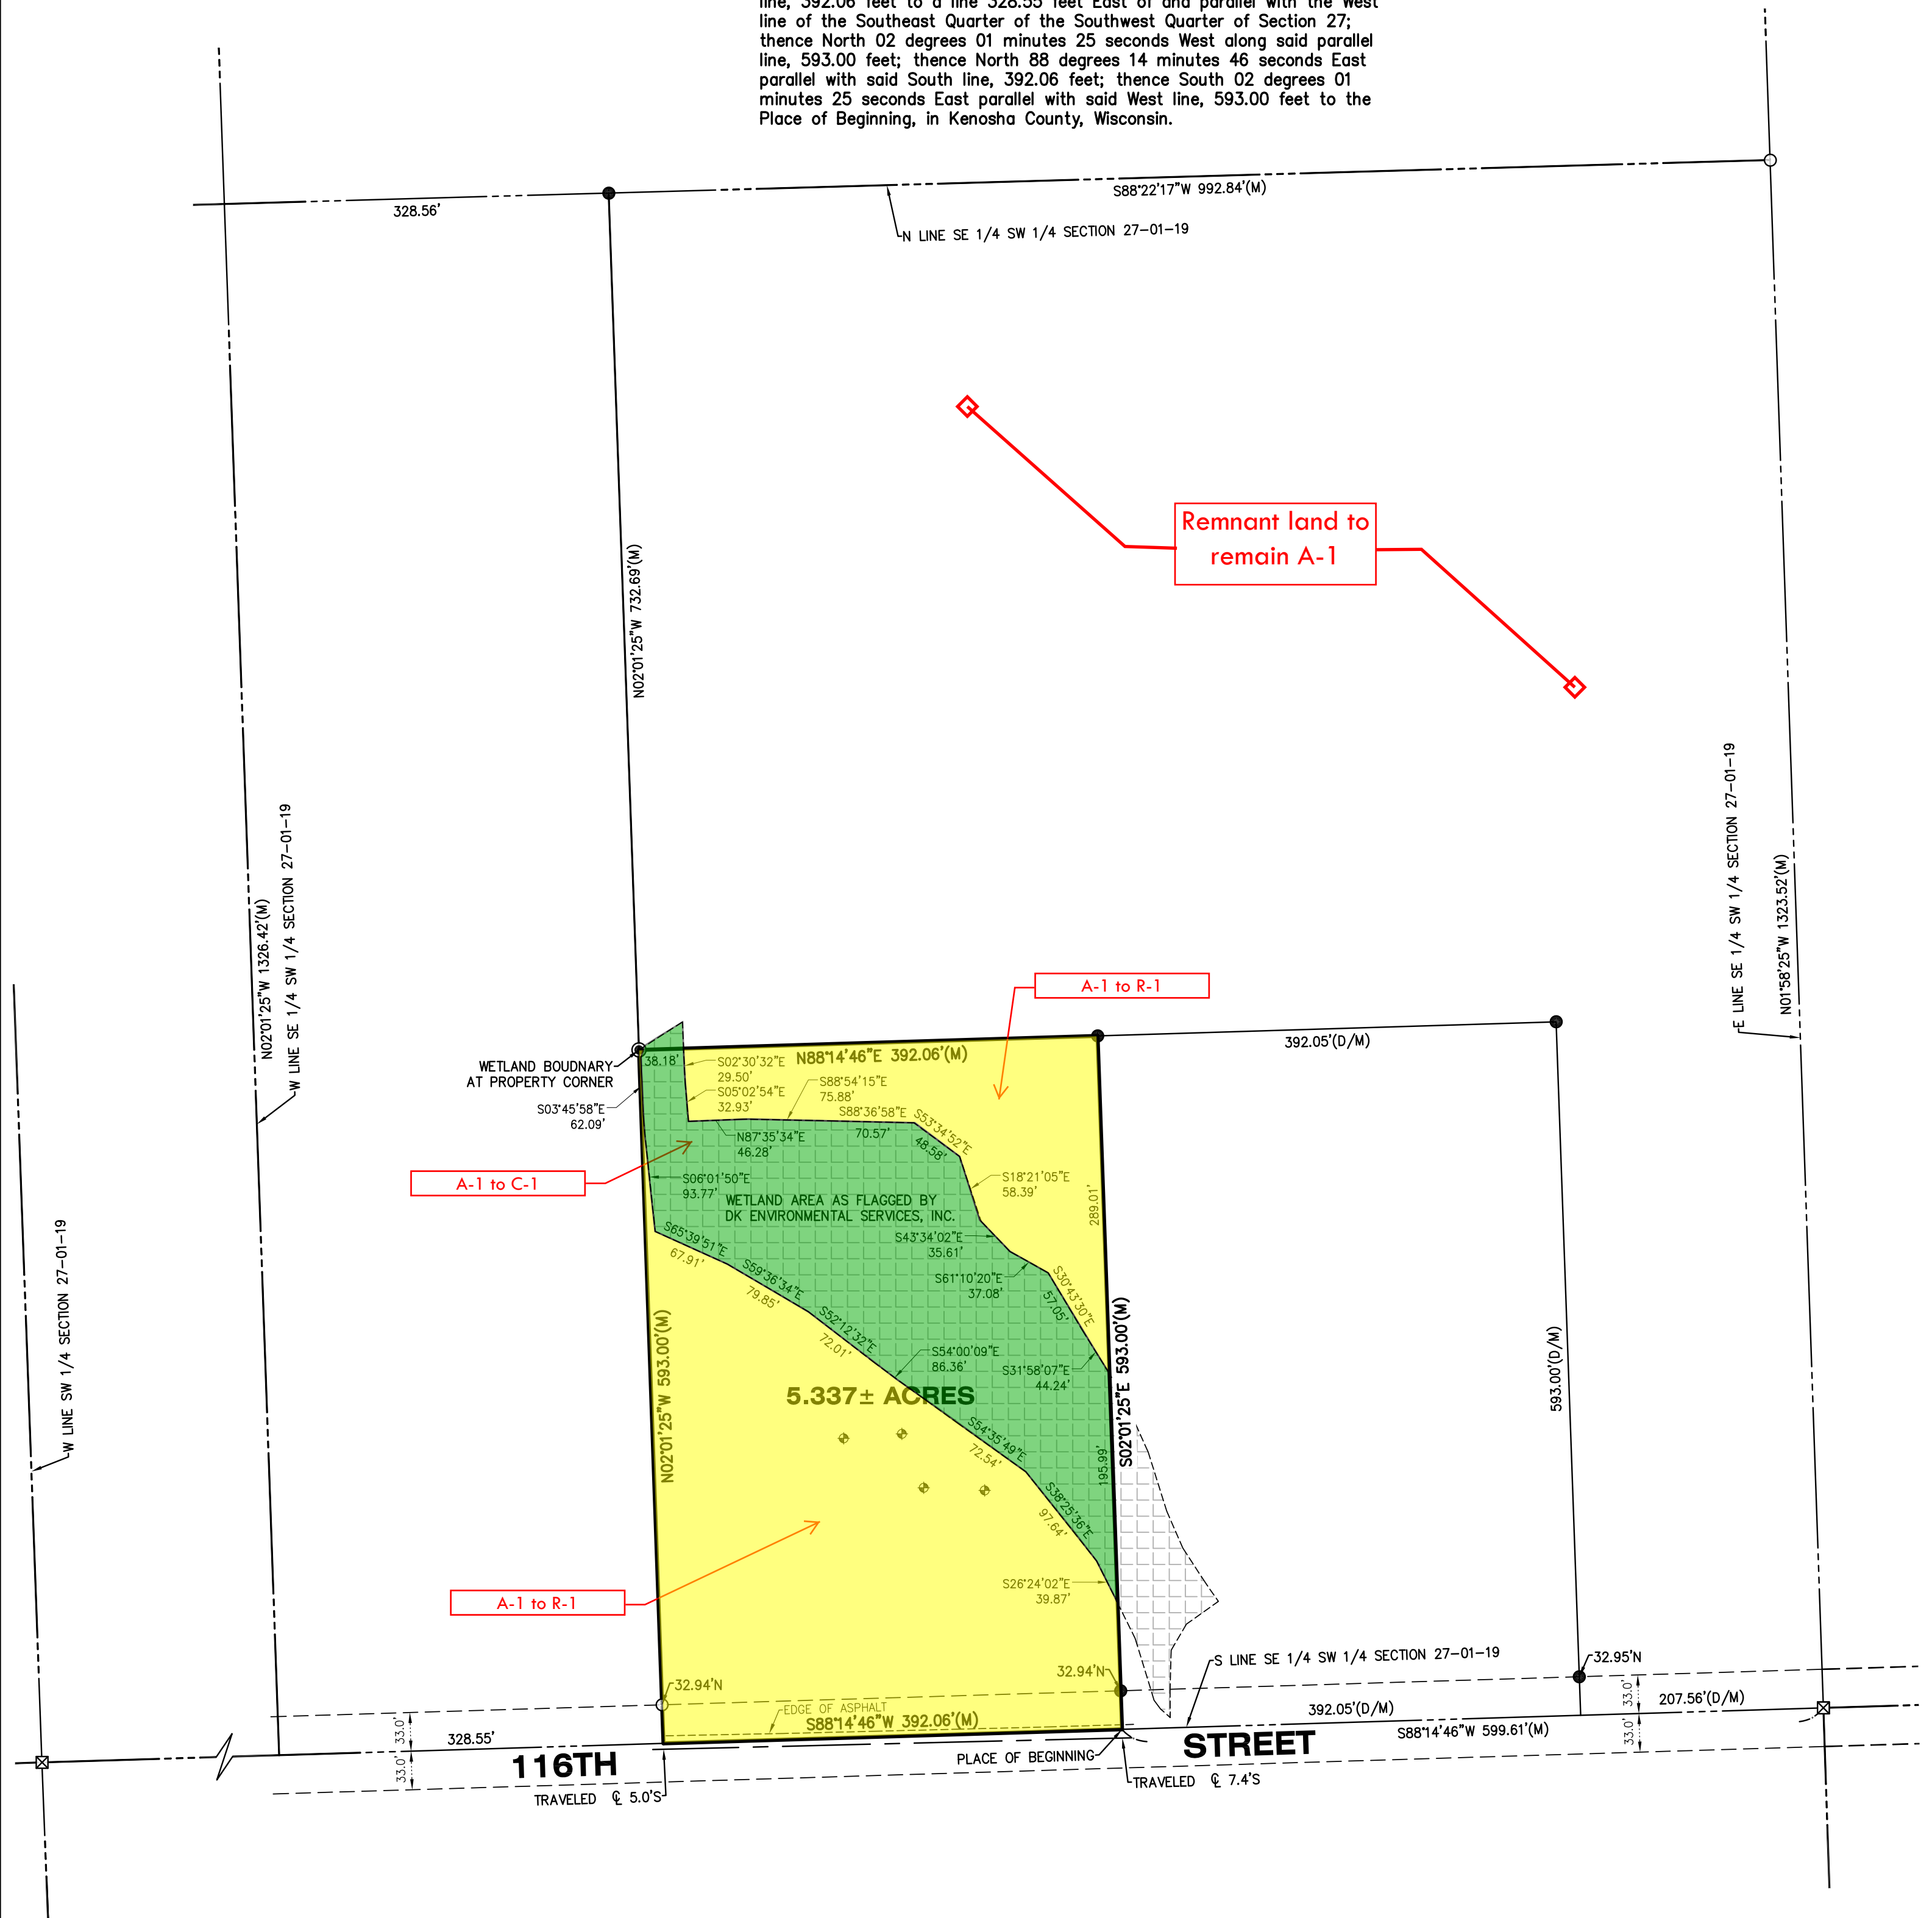 line, 392.06 feet to a line 328.55 feet East of and parallel with the West
line of the Southeast Quarter of the Southwest Quarter of Section 27;
thence North 02 degrees 01 minutes 25 seconds West along said parallel
line, 593.00 feet; thence North 88 degrees 14 minutes 46 seconds East
parallel with said South line, 392.06 feet; thence South 02 degrees 01
minutes 25 seconds East parallel with said West line, 593.00 feet to the
Place of Beginning, in Kenosha County, Wisconsin.
S88°22'17"W 992.84'(M)
328.56'
N LINE SE 1/4 SW 1/4 SECTION 27-01-19
Remnant land to
remain A-1
N02°01'25"W 732.69'(M)
N02°01'25"W 1326.42'(M)
W LINE SE 1/4 SW 1/4 SECTION 27-01-19
E LINE SE 1/4 SW 1/4 SECTION 27-01-19
N01°58'25"W 1323.52'(M)
A-1 to R-1
392.05'(D/M)
WETLAND BOUDNARY
AT PROPERTY CORNER
38.18'
N88°14'46"E 392.06'(M)
S02°30'32"E
29.50'
S88°54'15"E
75.88'
S05°02'54"E
32.93'
S03°45'58"E
62.09'
S88°36'58"E
70.57'
S53°34'52"E
48.58'
N87°35'34"E
46.28'
A-1 to C-1
S06°01'50"E
93.77'
S18°21'05"E
58.39'
289.01'
WETLAND AREA AS FLAGGED BY
DK ENVIRONMENTAL SERVICES, INC.
S43°34'02"E
35.61'
S65°39'51"E
67.91'
S61°10'20"E
37.08'
S59°36'34"E
79.85'
S30°43'30"E
57.05'
S52°12'32"E
72.01'
S54°00'09"E
86.36'
S31°58'07"E
44.24'
5.337± ACRES
W LINE SW 1/4 SECTION 27-01-19
N02°01'25"W 593.00'(M)
S02°01'25"E 593.00'(M)
593.00'(D/M)
S54°35'49"E
72.54'
195.99'
S38°25'36"E
97.64'
S26°24'02"E
39.87'
A-1 to R-1
S LINE SE 1/4 SW 1/4 SECTION 27-01-19
32.94'N
32.94'N
32.95'N
EDGE OF ASPHALT
S88°14'46"W 392.06'(M)
392.05'(D/M)
207.56'(D/M)
S88°14'46"W 599.61'(M)
33.0'
33.0'
33.0'
33.0'
328.55'
116TH
STREET
PLACE OF BEGINNING
TRAVELED ℄ 5.0'S
TRAVELED ℄ 7.4'S